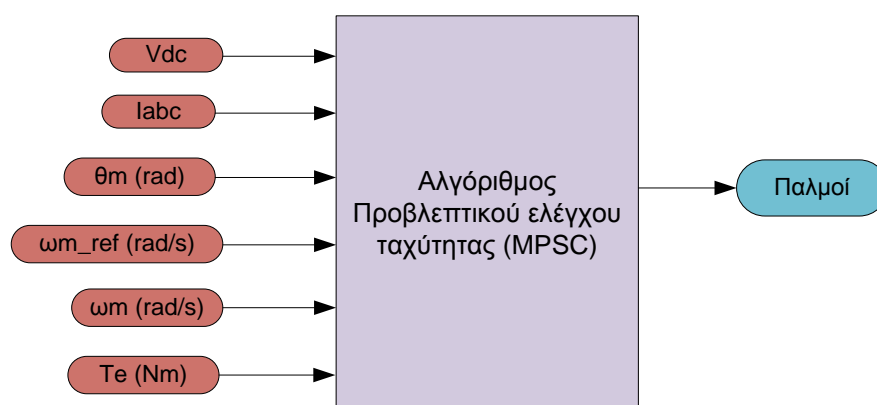 Vdc
Iabc
θm (rad)
ωm_ref (rad/s)
ωm (rad/s)
Te (Nm)
Αλγόριθμος
Προβλεπτικού ελέγχου
ταχύτητας (MPSC)
Παλμοί